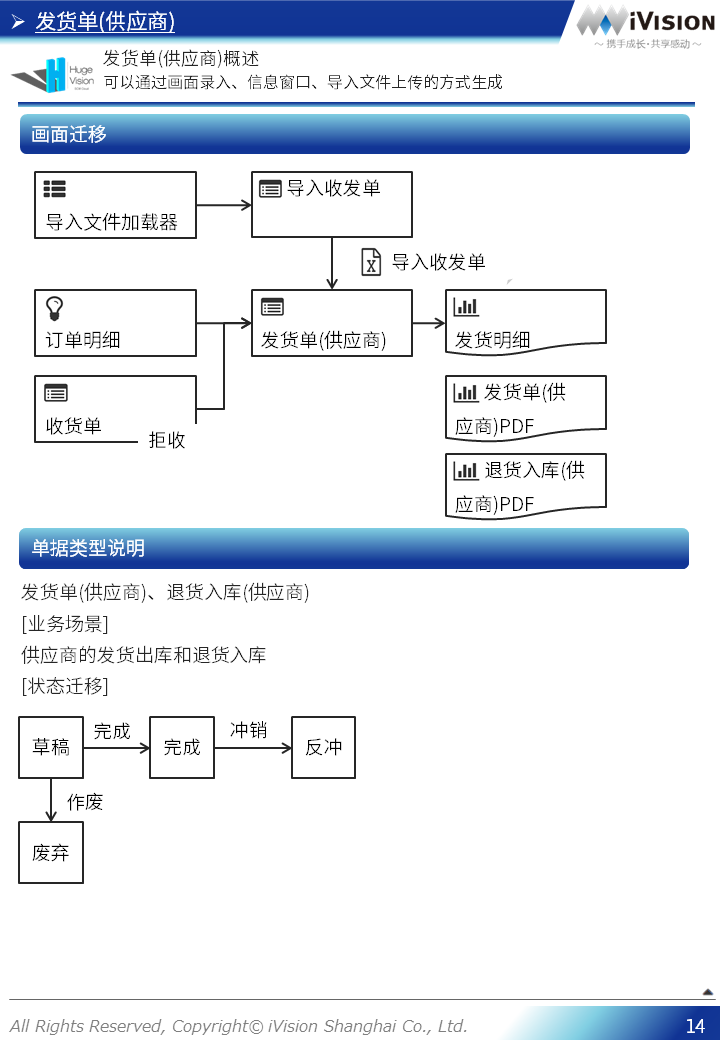 发货单(供应商)
iVISION
～ 携手成长·共享感动 ～
Huge
Vision
发货单(供应商)概述
可以通过画面录入、信息窗口、导入文件上传的方式生成
画面迁移
导入文件加载器
导入收发单
导入收发单
订单明细
发货单(供应商)
发货明细
收货单
拒收
发货单(供
应商)PDF
退货入库(供
应商)PDF
单据类型说明
发货单(供应商)、退货入库(供应商)
[业务场景]
供应商的发货出库和退货入库
[状态迁移]
草稿
完成
完成
冲销
反冲
作废
废弃
All Rights Reserved, Copyright© iVision Shanghai Co., Ltd.
14